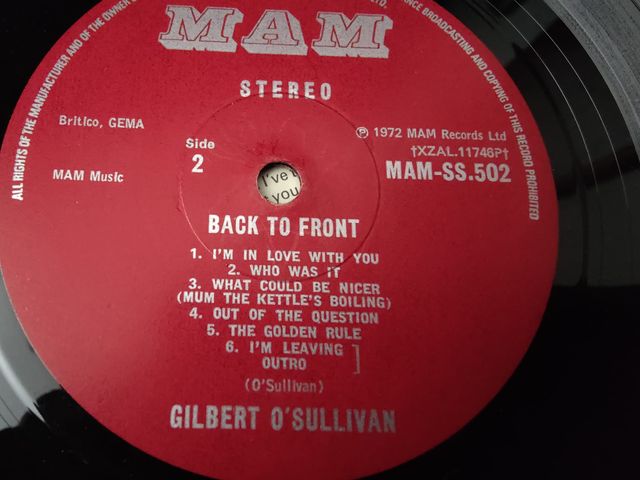 ALL RIGHTS OF THE MANUFACTURER AND OF THE OWNER
BROADCASTING AND COPYING OF THIS RECORD PROHIBITED
LTD.
MAM
STEREO
Britico, GEMA
MAM Music
Side
2
Ⓟ 1972 MAM Records Ltd
†XZAL.11746P†
MAM-SS.502
I've
you
BACK TO FRONT
1. I'M IN LOVE WITH YOU
2. WHO WAS IT
3. WHAT COULD BE NICER
(MUM THE KETTLE'S BOILING)
4. OUT OF THE QUESTION
5. THE GOLDEN RULE
6. I'M LEAVING
OUTRO
(O'Sullivan)
GILBERT O'SULLIVAN